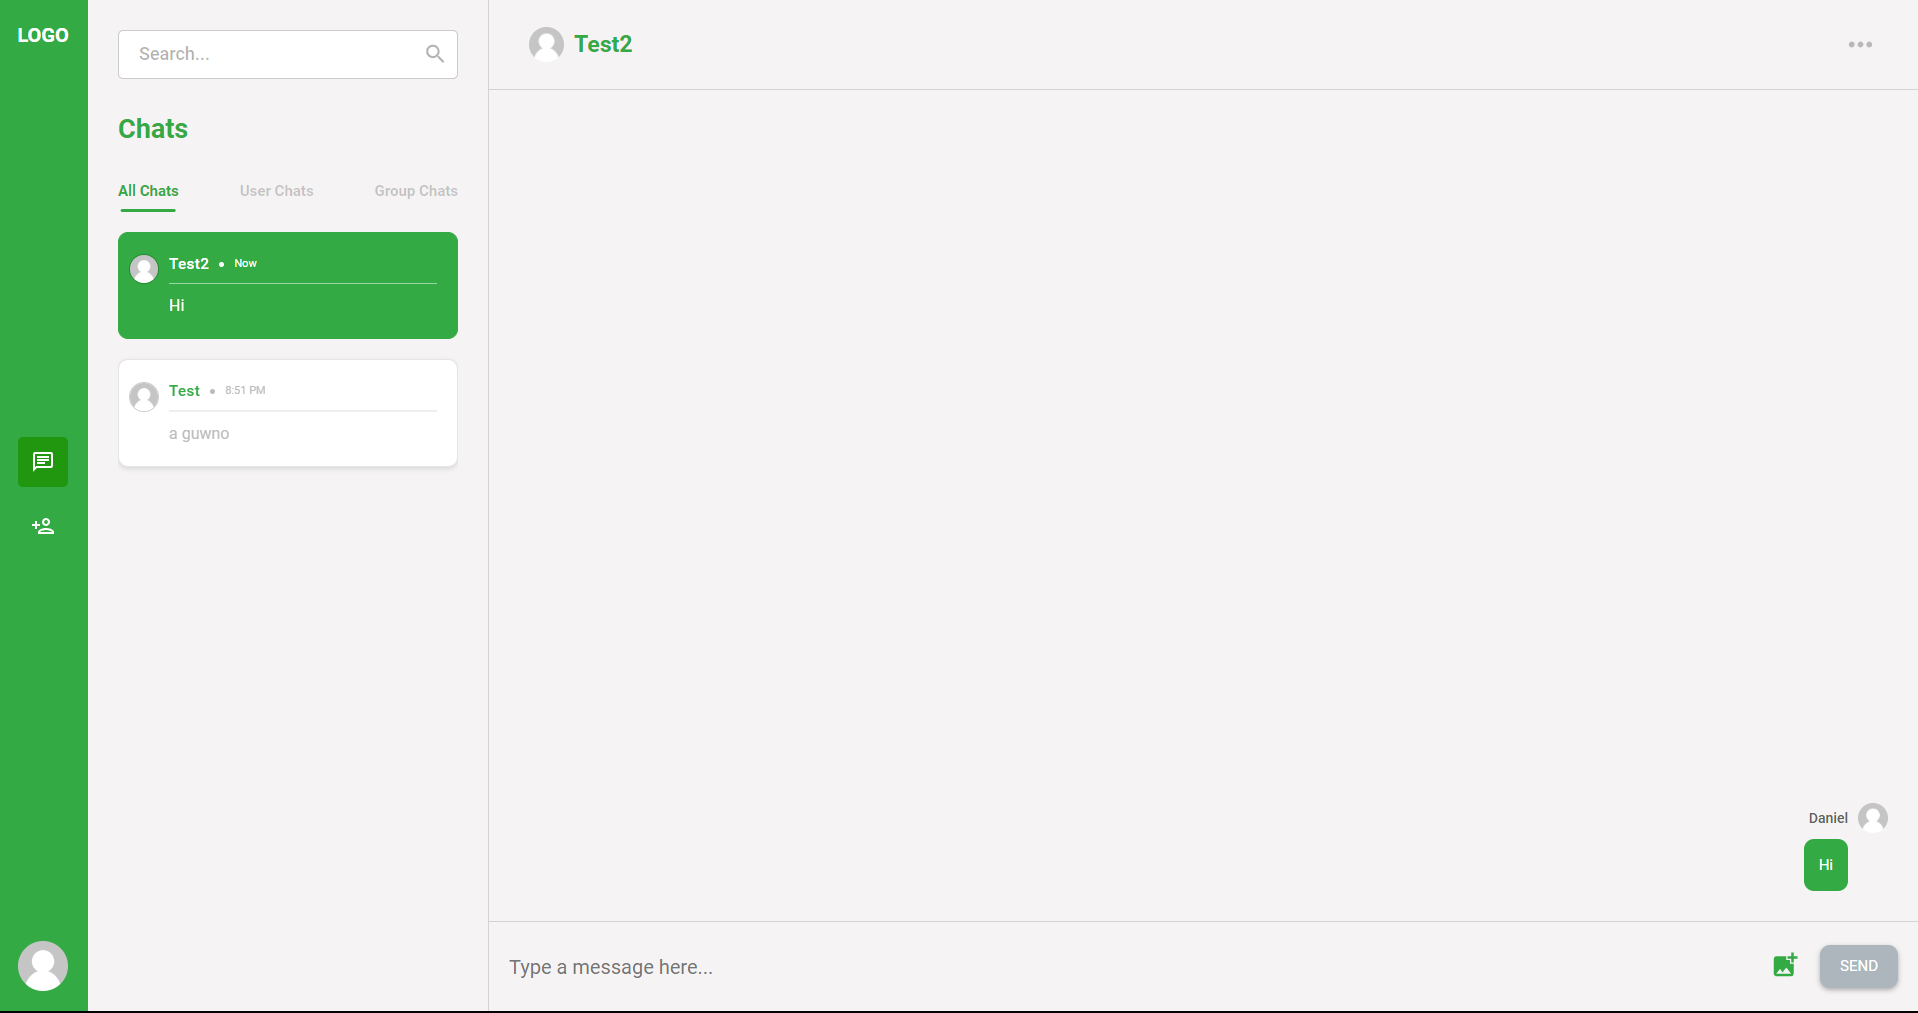 LOGO
Search...
Chats
All Chats User Chats Group Chats
Test2 • Now
Hi
Test • 8:51 PM
a guwno
Test2
Daniel
Hi
Type a message here...
SEND